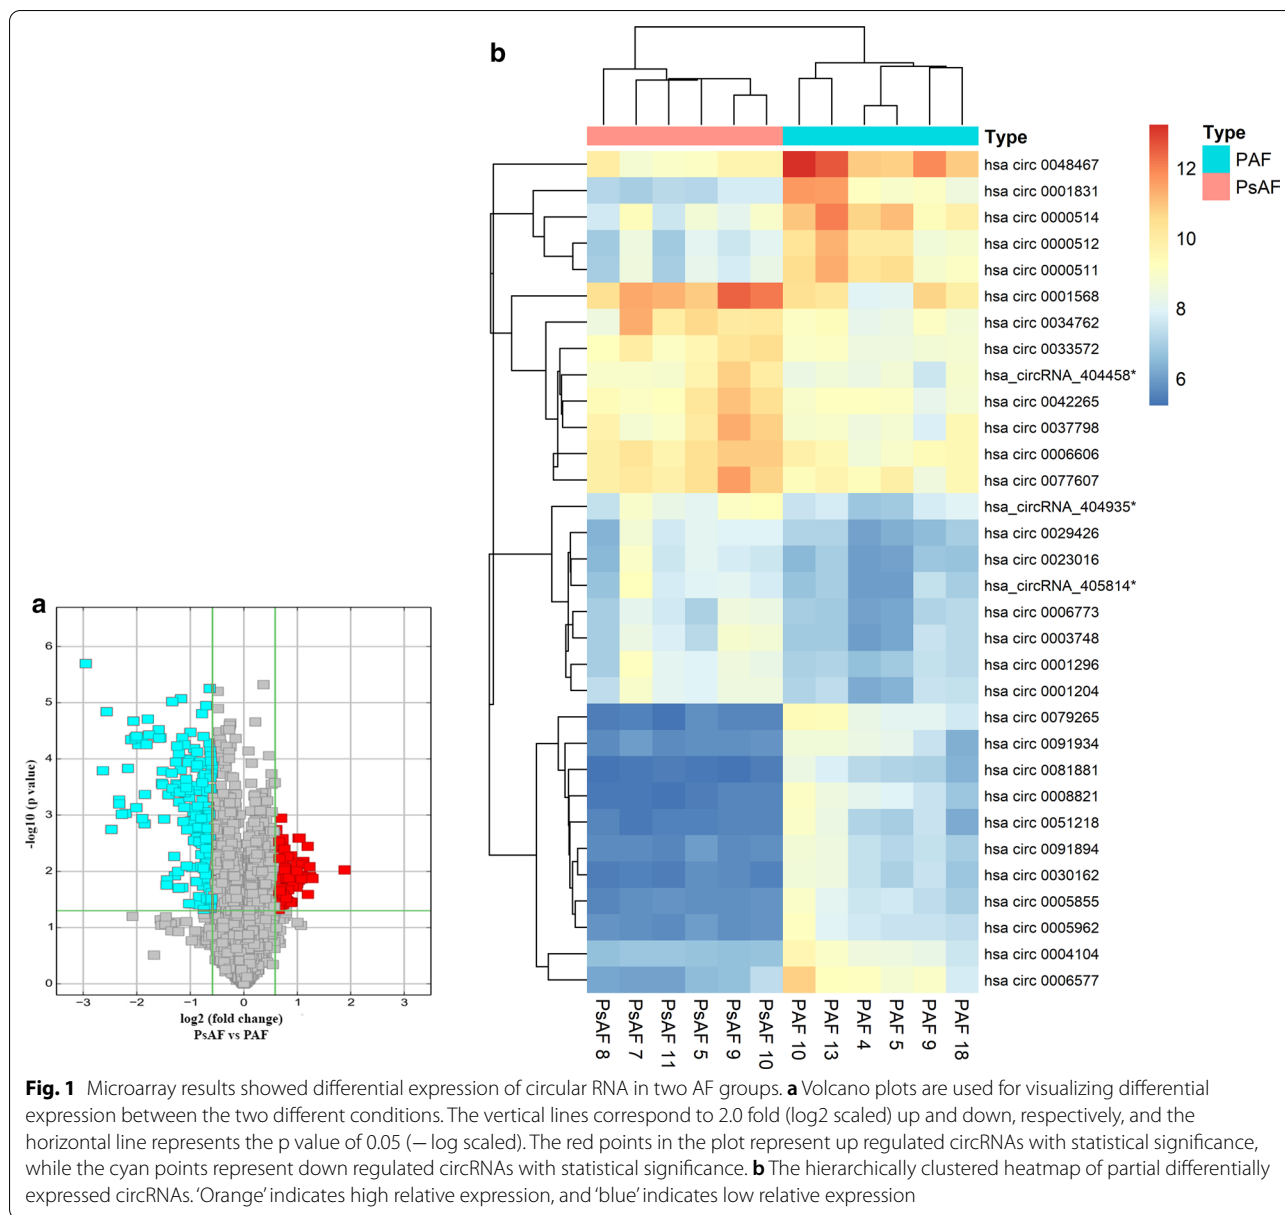 b
Type
hsa circ 0048467
hsa circ 0001831
hsa circ 0000514
hsa circ 0000512
hsa circ 0000511
hsa circ 0001568
hsa circ 0034762
hsa circ 0033572
hsa_circRNA_404458*
hsa circ 0042265
hsa circ 0037798
hsa circ 0006606
hsa circ 0077607
hsa_circRNA_404935*
hsa circ 0029426
hsa circ 0023016
hsa_circRNA_405814*
hsa circ 0006773
hsa circ 0003748
hsa circ 0001296
hsa circ 0001204
hsa circ 0079265
hsa circ 0091934
hsa circ 0081881
hsa circ 0008821
hsa circ 0051218
hsa circ 0091894
hsa circ 0030162
hsa circ 0005855
hsa circ 0005962
hsa circ 0004104
hsa circ 0006577
12
10
8
6
Type
PAF
PsAF
PsAF 8
PsAF 7
PsAF 11
PsAF 5
PsAF 9
PsAF 10
PAF 10
PAF 13
PAF 4
PAF 5
PAF 9
PAF 18
a
-log10 (p value)
6
5
4
3
2
1
0
−3
−2
−1
0
1
2
3
log2 (fold change)
PsAF vs PAF
Fig. 1 Microarray results showed differential expression of circular RNA in two AF groups. a Volcano plots are used for visualizing differential
expression between the two different conditions. The vertical lines correspond to 2.0 fold (log2 scaled) up and down, respectively, and the
horizontal line represents the p value of 0.05 (− log scaled). The red points in the plot represent up regulated circRNAs with statistical significance,
while the cyan points represent down regulated circRNAs with statistical significance. b The hierarchically clustered heatmap of partial differentially
expressed circRNAs. ‘Orange’ indicates high relative expression, and ‘blue’ indicates low relative expression